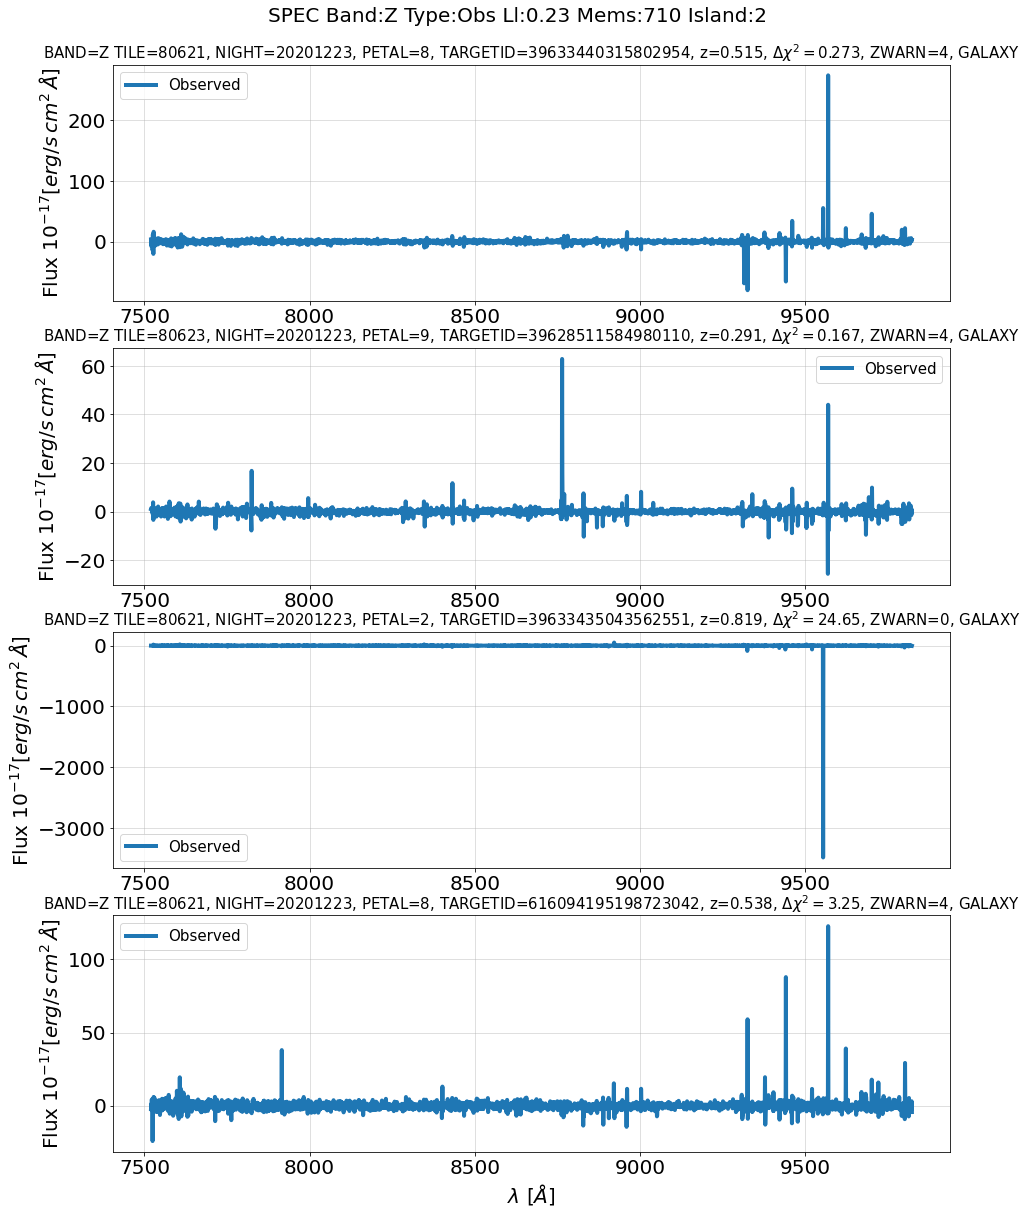 SPEC Band:Z Type:Obs Ll:0.23 Mems:710 Island:2
BAND=Z TILE=80621, NIGHT=20201223, PETAL=8, TARGETID=39633440315802954, z=0.515, Δχ² = 0.273, ZWARN=4, GALAXY
Observed
Flux 10⁻¹⁷[erg/s cm² Å]
200
100
0
7500 8000 8500 9000 9500
BAND=Z TILE=80623, NIGHT=20201223, PETAL=9, TARGETID=39628511584980110, z=0.291, Δχ² = 0.167, ZWARN=4, GALAXY
Observed
Flux 10⁻¹⁷[erg/s cm² Å]
60
40
20
0
−20
7500 8000 8500 9000 9500
BAND=Z TILE=80621, NIGHT=20201223, PETAL=2, TARGETID=39633435043562551, z=0.819, Δχ² = 24.65, ZWARN=0, GALAXY
Flux 10⁻¹⁷[erg/s cm² Å]
0
−1000
−2000
−3000
Observed
7500 8000 8500 9000 9500
BAND=Z TILE=80621, NIGHT=20201223, PETAL=8, TARGETID=616094195198723042, z=0.538, Δχ² = 3.25, ZWARN=4, GALAXY
Observed
Flux 10⁻¹⁷[erg/s cm² Å]
100
50
0
7500 8000 8500 9000 9500
λ [Å]